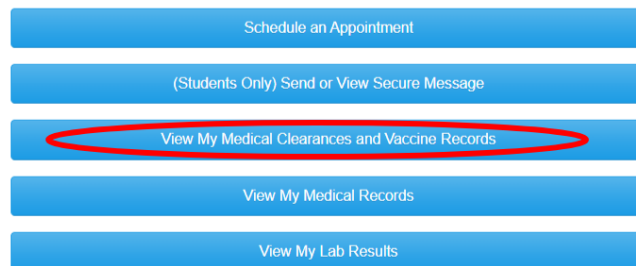 Schedule an Appointment
(Students Only) Send or View Secure Message
View My Medical Clearances and Vaccine Records
View My Medical Records
View My Lab Results